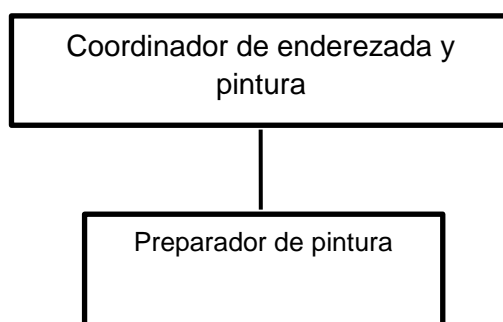 Coordinador de enderezada y
pintura
Preparador de pintura